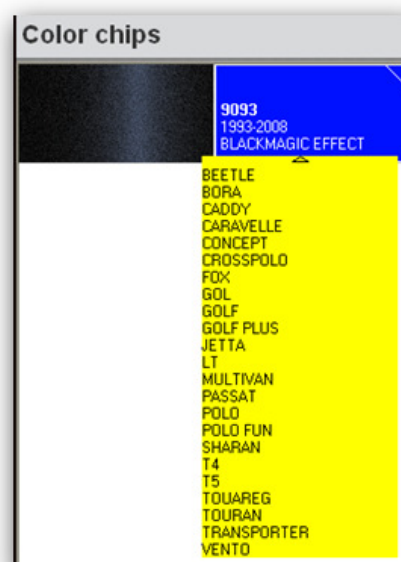 Color chips
9093
1993-2008
BLACKMAGIC EFFECT
BEETLE
BORA
CADDY
CARAVELLE
CONCEPT
CROSSPOLO
FOX
GOL
GOLF
GOLF PLUS
JETTA
LT
MULTIVAN
PASSAT
POLO
POLO FUN
SHARAN
T4
T5
TOUAREG
TOURAN
TRANSPORTER
VENTO